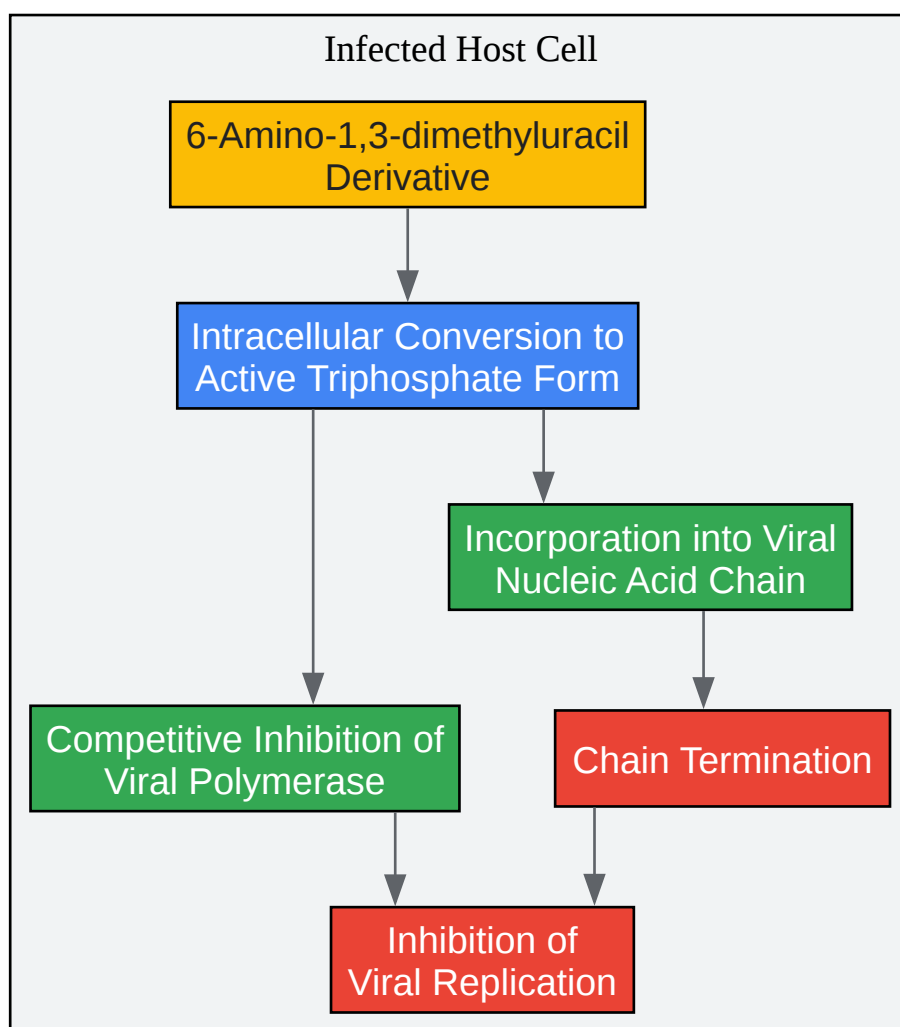 Infected Host Cell
6-Amino-1,3-dimethyluracil
Derivative
Intracellular Conversion to
Active Triphosphate Form
Incorporation into Viral
Nucleic Acid Chain
Competitive Inhibition of
Viral Polymerase
Chain Termination
Inhibition of
Viral Replication